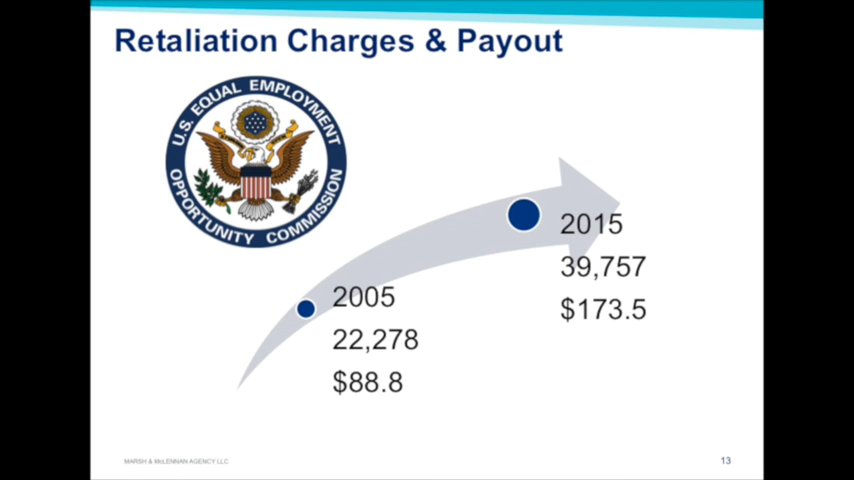 Retaliation Charges & Payout
U.S. EQUAL EMPLOYMENT
OPPORTUNITY COMMISSION
2015
39,757
$173.5
2005
22,278
$88.8
MARSH & McLENNAN AGENCY LLC
13